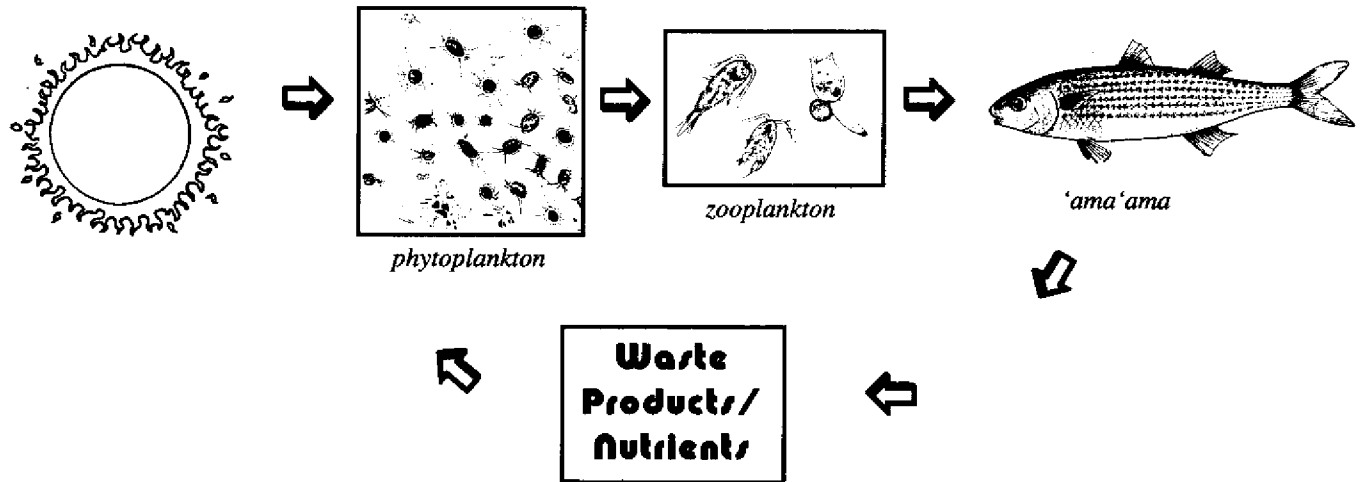 phytoplankton
zooplankton
‘ama‘ama
Waste
Products/
Nutrients